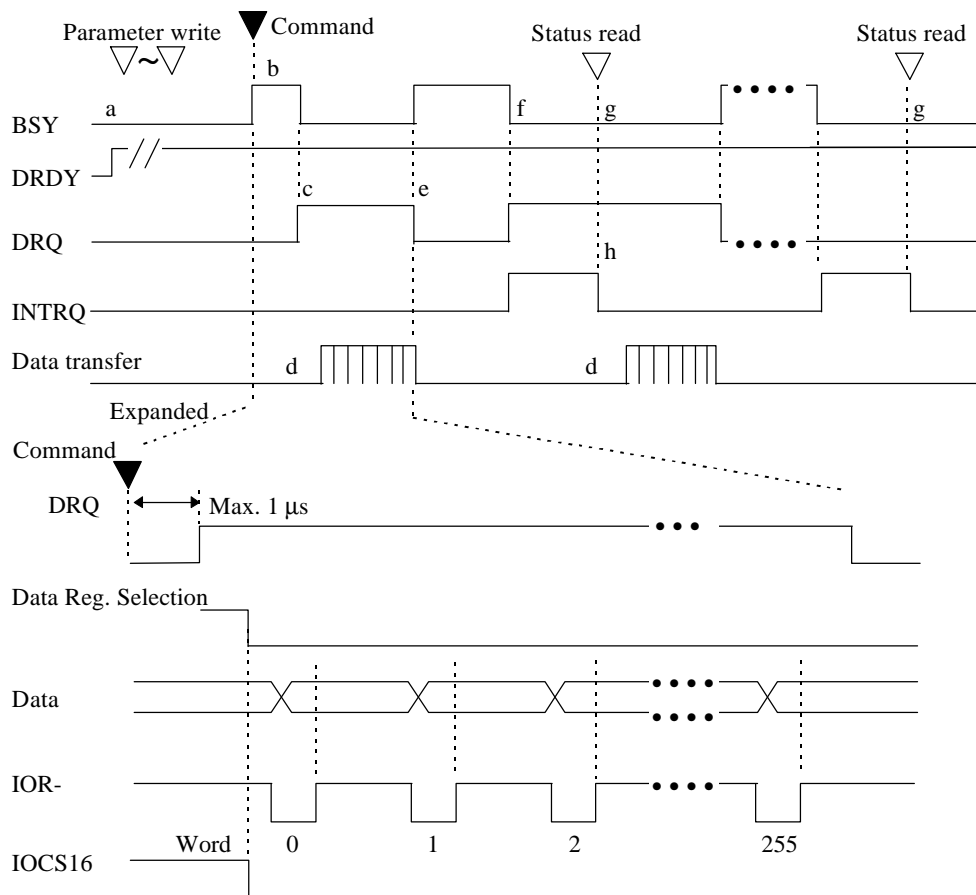 Parameter write
Command
Status read
Status read
b
a
f
g
g
BSY
DRDY
c
e
DRQ
h
INTRQ
Data transfer
d
d
Expanded
Command
DRQ
Max. 1 μs
Data Reg. Selection
Data
IOR-
Word
0
1
2
255
IOCS16